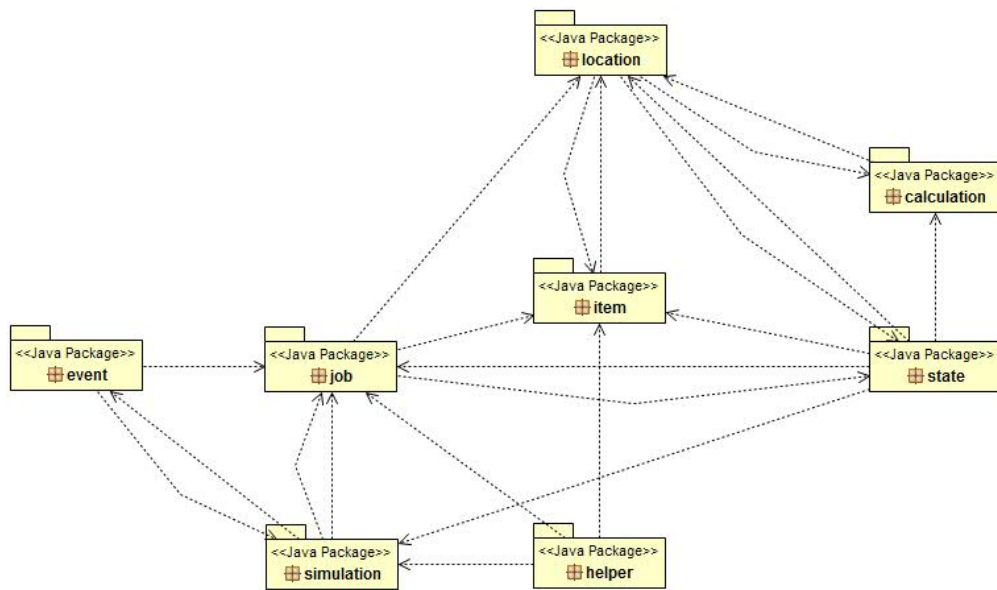 <<Java Package>>
location
<<Java Package>>
calculation
<<Java Package>>
item
<<Java Package>>
event
<<Java Package>>
job
<<Java Package>>
state
<<Java Package>>
simulation
<<Java Package>>
helper